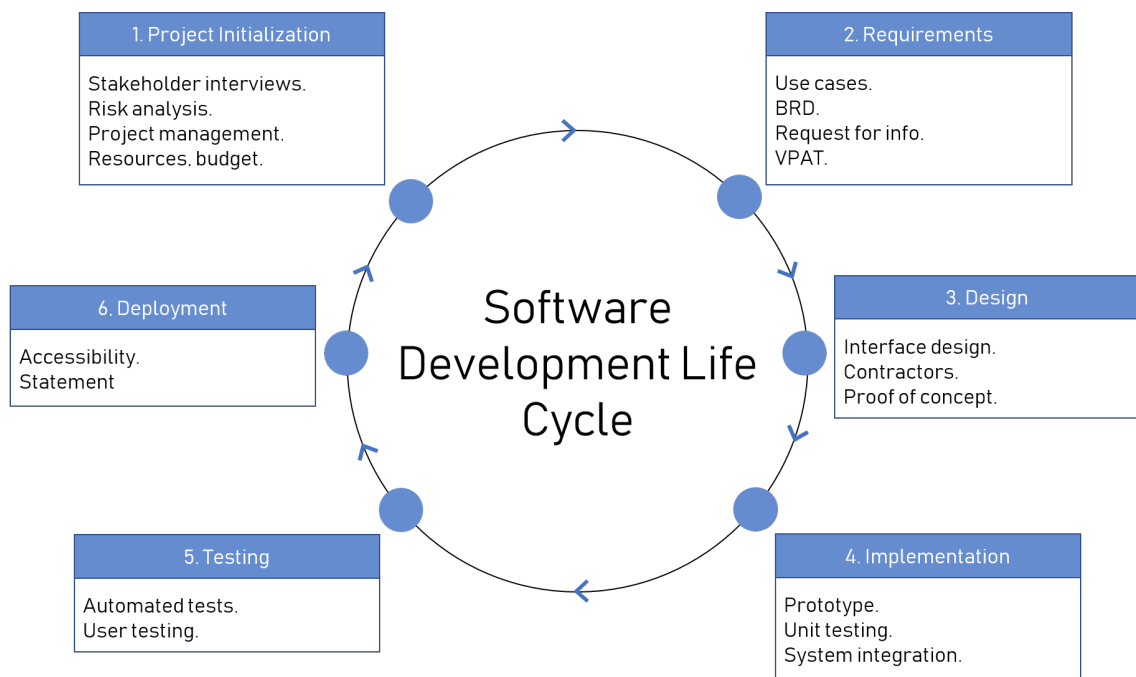 1. Project Initialization
Stakeholder interviews.
Risk analysis.
Project management.
Resources, budget.
2. Requirements
Use cases.
BRD.
Request for info.
VPAT.
3. Design
Interface design.
Contractors.
Proof of concept.
4. Implementation
Prototype.
Unit testing.
System integration.
5. Testing
Automated tests.
User testing.
6. Deployment
Accessibility.
Statement
Software
Development Life
Cycle